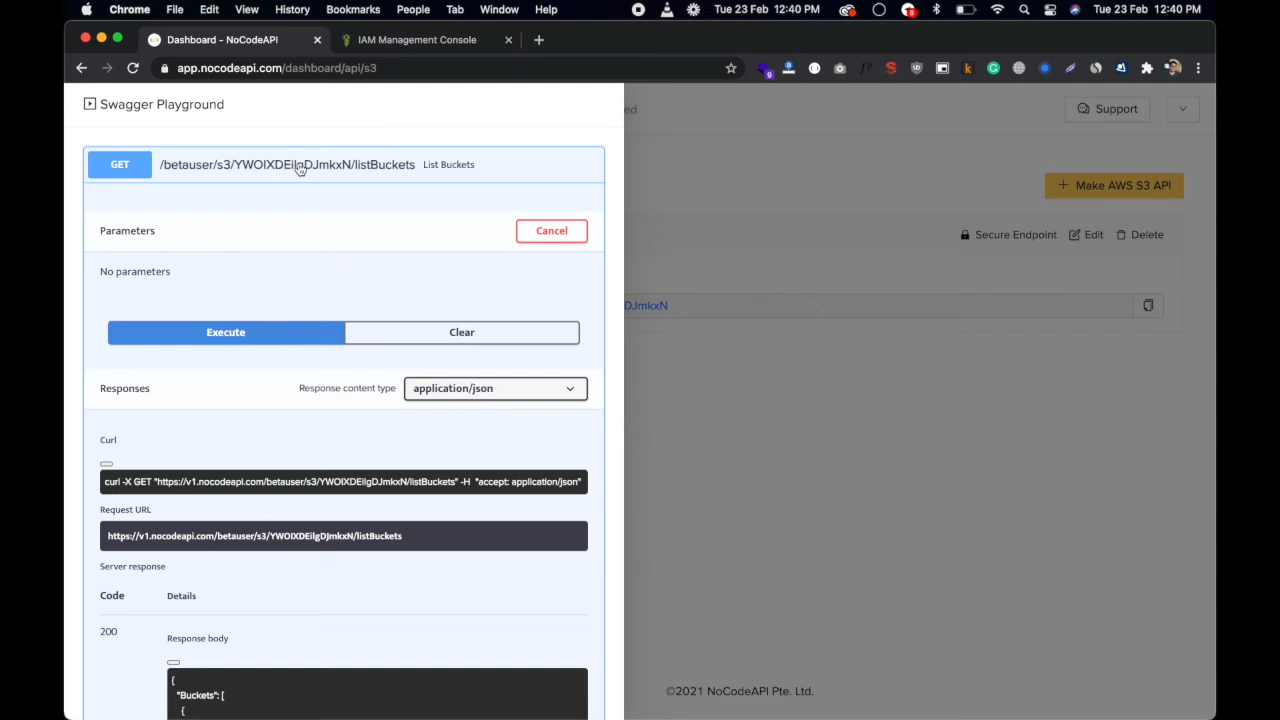 Chrome File Edit View History Bookmarks People Tab Window Help Tue 23 Feb 12:40 PM Tue 23 Feb 12:40 PM
Dashboard - NoCodeAPI IAM Management Console
app.nocodeapi.com/dashboard/api/s3
9
Swagger Playground
ed
Support
GET /betauser/s3/YWOIXDEilgDJmkxN/listBuckets List Buckets
Make AWS S3 API
Parameters Cancel
Secure Endpoint Edit Delete
No parameters
DJmkxN
Execute Clear
Responses Response content type application/json
Curl
curl -X GET "https://v1.nocodeapi.com/betauser/s3/YWOIXDEilgDJmkxN/listBuckets" -H "accept: application/json"
Request URL
https://v1.nocodeapi.com/betauser/s3/YWOIXDEilgDJmkxN/listBuckets
Server response
Code Details
200 Response body
{
"Buckets": [
{
©2021 NoCodeAPI Pte. Ltd.